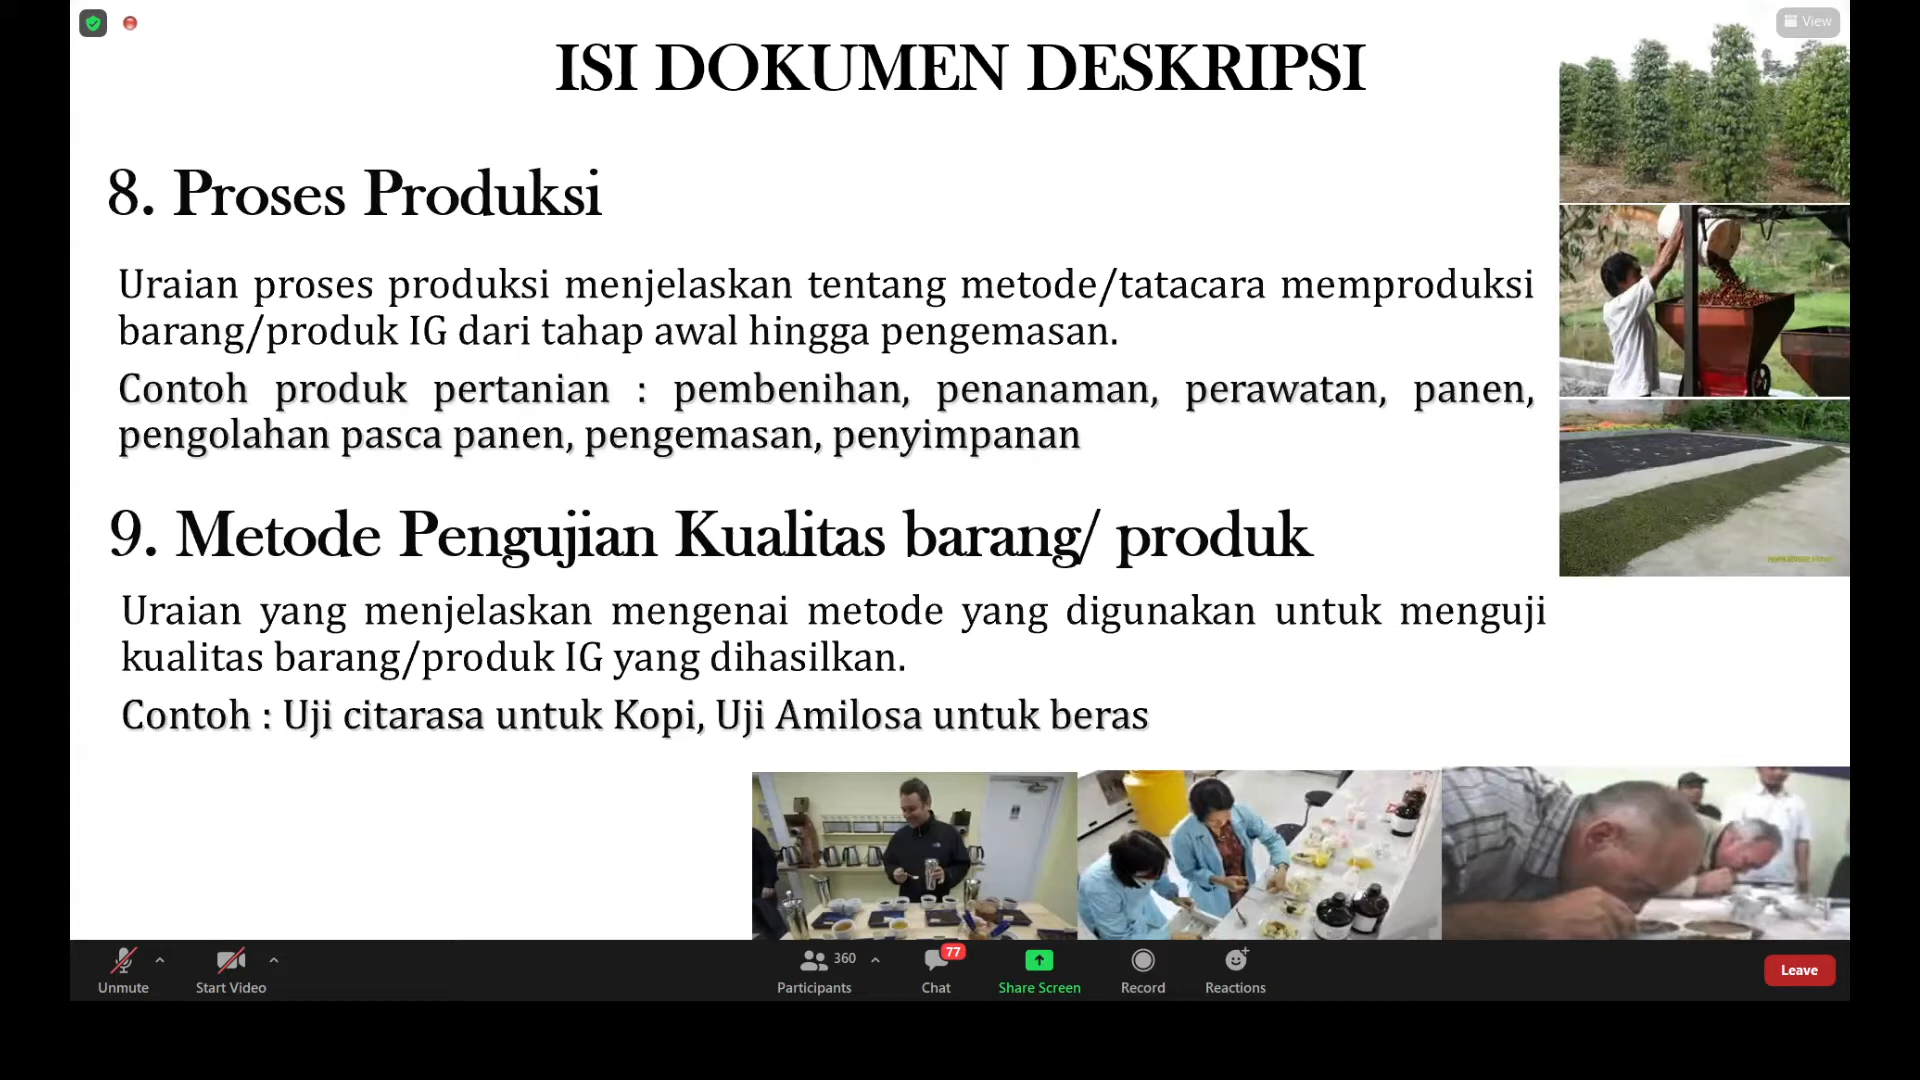 View
ISI DOKUMEN DESKRIPSI
8. Proses Produksi
Uraian proses produksi menjelaskan tentang metode/tatacara memproduksi
barang/produk IG dari tahap awal hingga pengemasan.
Contoh produk pertanian : pembenihan, penanaman, perawatan, panen,
pengolahan pasca panen, pengemasan, penyimpanan
9. Metode Pengujian Kualitas barang/ produk
Uraian yang menjelaskan mengenai metode yang digunakan untuk menguji
kualitas barang/produk IG yang dihasilkan.
Contoh : Uji citarasa untuk Kopi, Uji Amilosa untuk beras
Unmute
Start Video
360
Participants
77
Chat
Share Screen
Record
Reactions
Leave